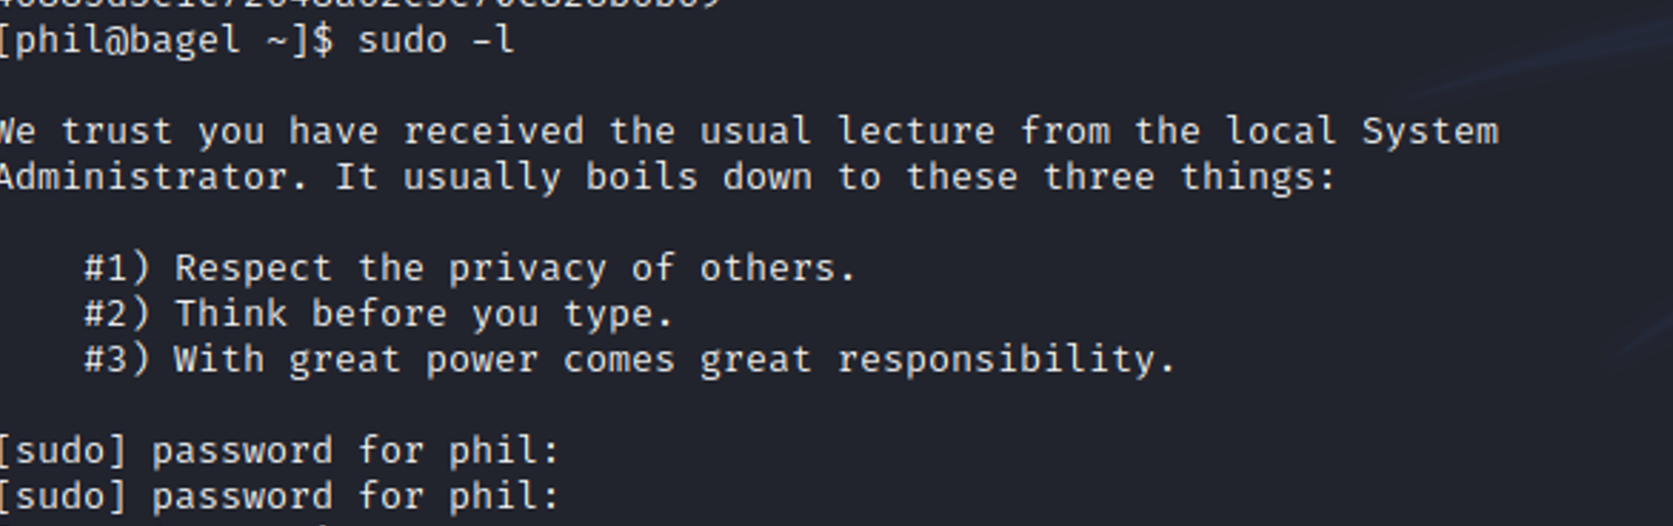 [phil@bagel ~]$ sudo -l
We trust you have received the usual lecture from the local System
Administrator. It usually boils down to these three things:
#1) Respect the privacy of others.
#2) Think before you type.
#3) With great power comes great responsibility.
[sudo] password for phil:
[sudo] password for phil: